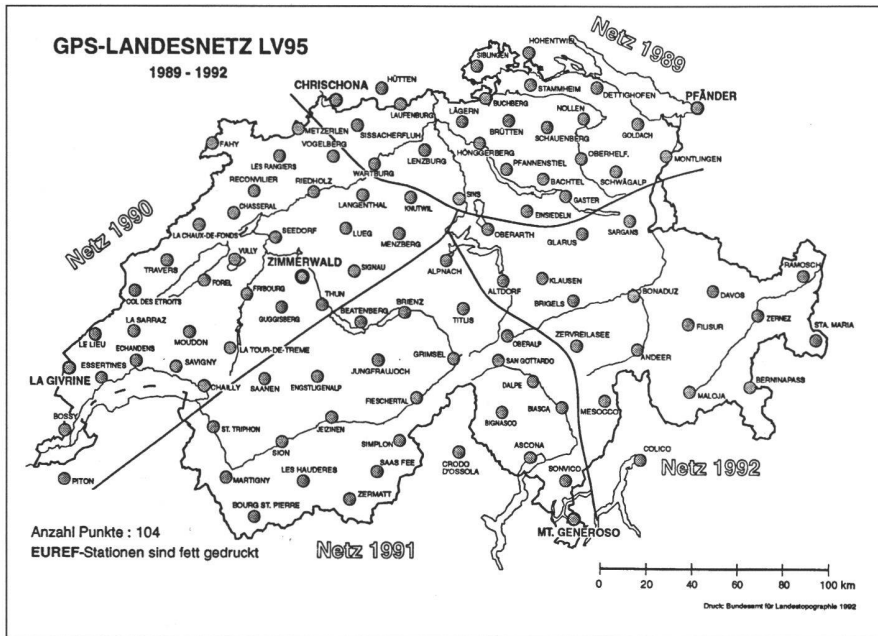 GPS-LANDESNETZ LV95
1989 - 1992
Netz 1989
HOHENTWIEL
SIBLINGEN
HÜTTEN
STAMMHEIM
DETTIGHOFEN
CHRISCHONA
PFÄNDER
BUCHBERG
LAUFENBURG
LÄGERN
NOLLEN
METZERLEN
SISSACHERFLUH
BRÜTTEN
SCHAUENBERG
GOLDACH
FAHY
VOGELBERG
HÖNGGERBERG
LES RANGIERS
LENZBURG
OBERHELF.
MONTLINGEN
WARTBURG
PFANNENSTIEL
SCHWÄGALP
RECONVILIER
RIEDHOLZ
BACHTEL
LANGENTHAL
KNUTWIL
SINS
GASTER
CHASSERAL
EINSIEDELN
Netz 1990
LA CHAUX-DE-FONDS
SEEDORF
LUEG
MENZBERG
OBERARTH
GLARUS
SARGANS
VULLY
ZIMMERWALD
TRAVERS
SIGNAU
ALPNACH
RAMOSCH
FOREL
FRIBOURG
ALTDORF
KLAUSEN
BONADUZ
DAVOS
COL DES ETROITS
THUN
BRIGELS
GUGGISBERG
BEATENBERG
BRIENZ
TITLIS
FILISUR
ZERNEZ
LA SARRAZ
STA. MARIA
LE LIEU
MOUDON
OBERALP
ZERVREILASEE
ECHANDENS
LA TOUR-DE-TREME
GRIMSEL
SAN GOTTARDO
ANDEER
ESSERTINES
SAVIGNY
JUNGFRAUJOCH
LA GIVRINE
SAANEN
ENGSTLIGENALP
DALPE
BERNINAPASS
CHAILLY
FIESCHERTAL
MALOJA
BIASCA
MESOCCO
BOSSY
ST. TRIPHON
JEIZINEN
BIGNASCO
SION
SIMPLON
ASCONA
COLICO
Netz 1992
PITON
MARTIGNY
LES HAUDERES
SAAS FEE
CRODO
D'OSSOLA
SONVICO
ZERMATT
BOURG ST. PIERRE
MT. GENEROSO
Anzahl Punkte : 104
EUREF-Stationen sind fett gedruckt
Netz 1991
0 20 40 60 80 100 km
Druck: Bundesamt für Landestopographie 1992